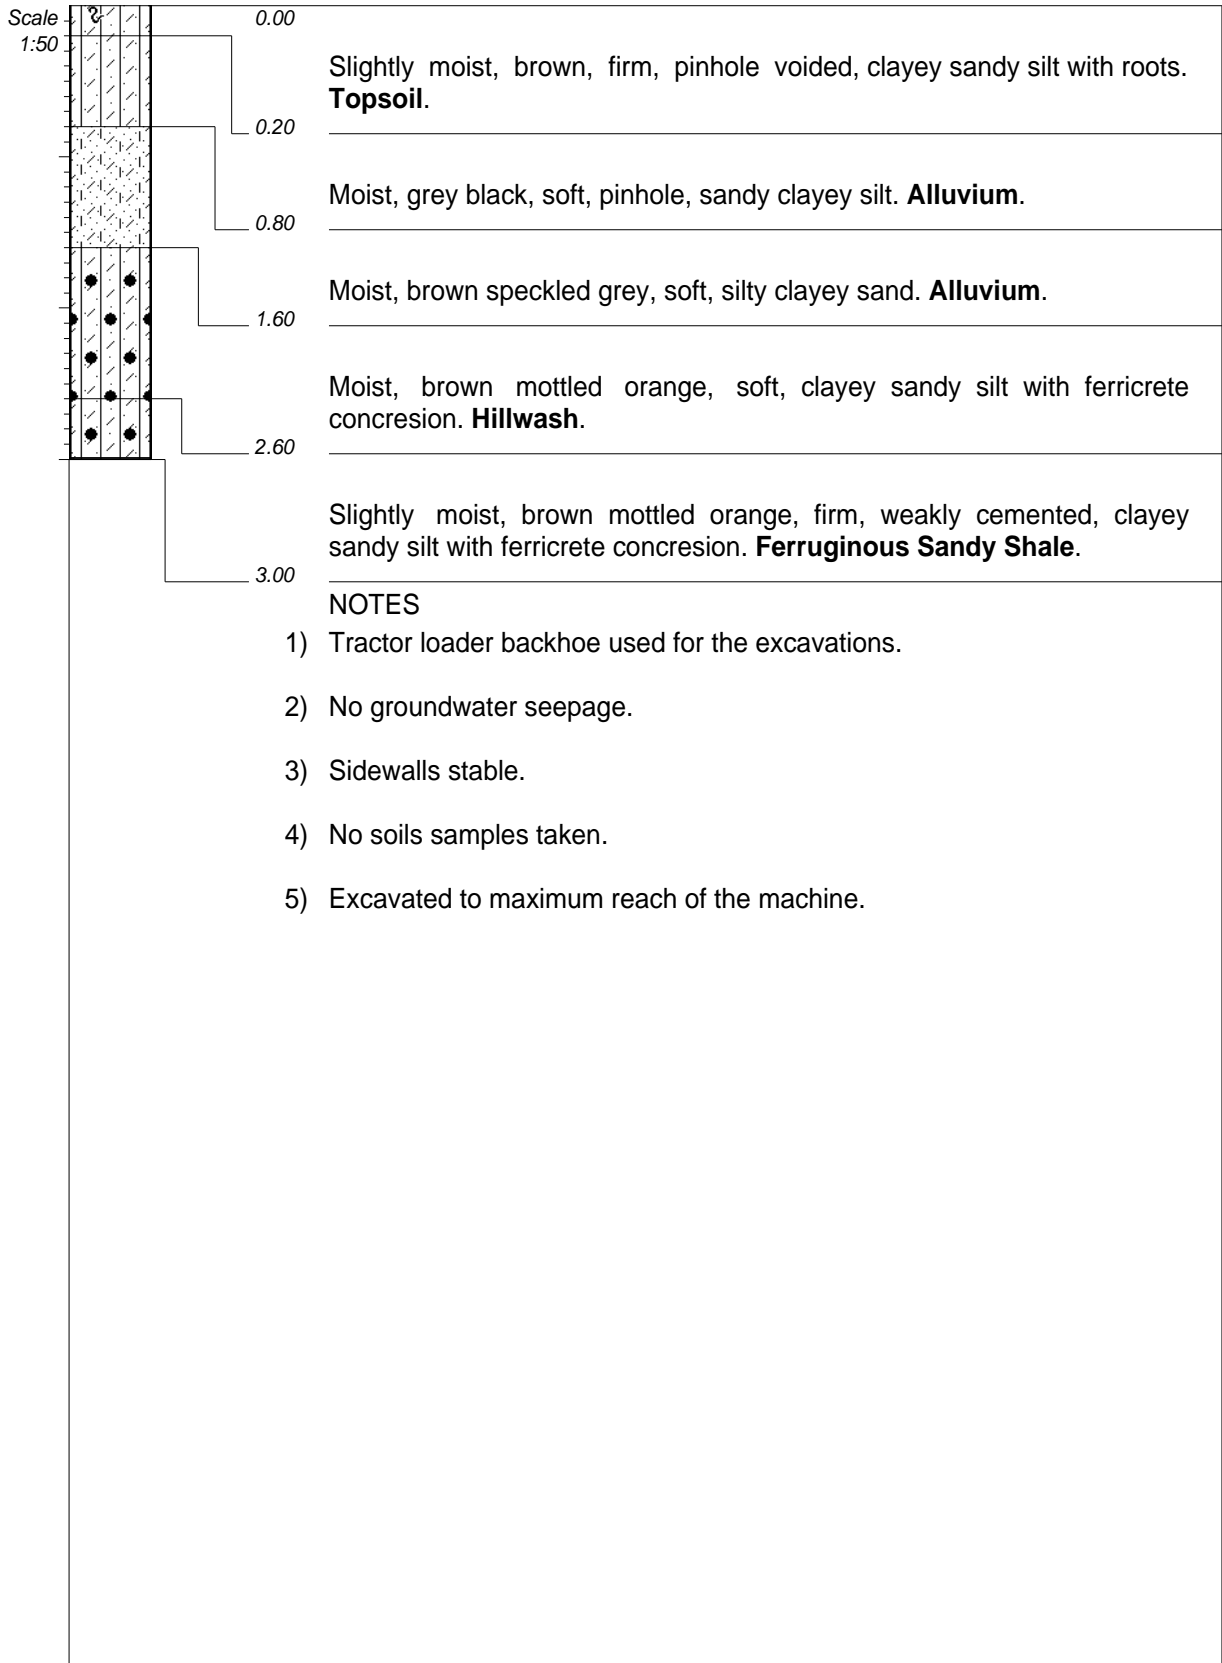 Scale
1:50
0.00
Slightly moist, brown, firm, pinhole voided, clayey sandy silt with roots.
Topsoil.
0.20
Moist, grey black, soft, pinhole, sandy clayey silt. Alluvium.
0.80
Moist, brown speckled grey, soft, silty clayey sand. Alluvium.
1.60
Moist, brown mottled orange, soft, clayey sandy silt with ferricrete
concresion. Hillwash.
2.60
Slightly moist, brown mottled orange, firm, weakly cemented, clayey
sandy silt with ferricrete concresion. Ferruginous Sandy Shale.
3.00
NOTES
1) Tractor loader backhoe used for the excavations.
2) No groundwater seepage.
3) Sidewalls stable.
4) No soils samples taken.
5) Excavated to maximum reach of the machine.